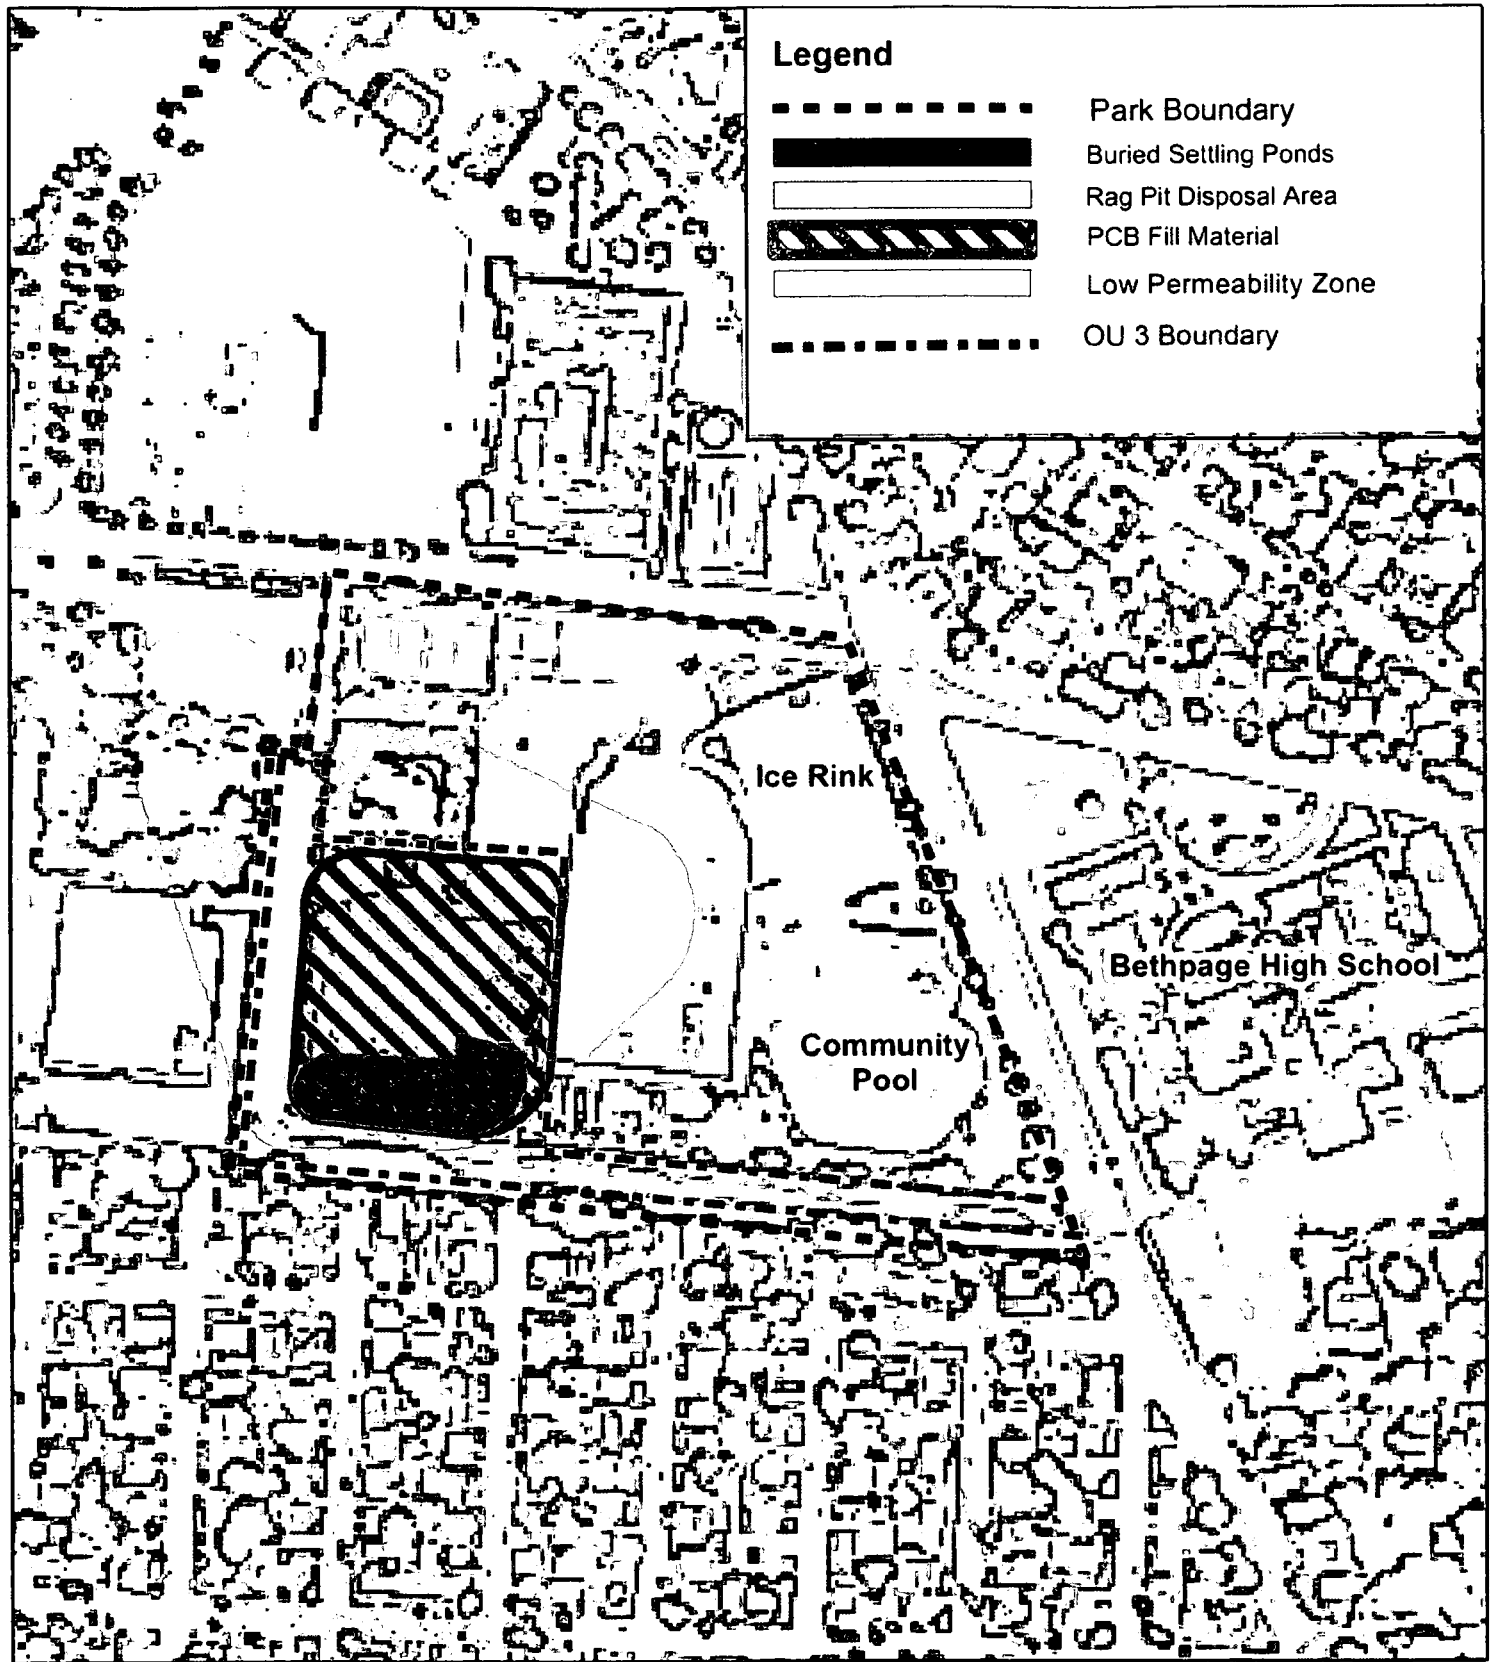 Legend
Park Boundary
Buried Settling Ponds
Rag Pit Disposal Area
PCB Fill Material
Low Permeability Zone
OU 3 Boundary
Ice Rink
Bethpage High School
Community
Pool